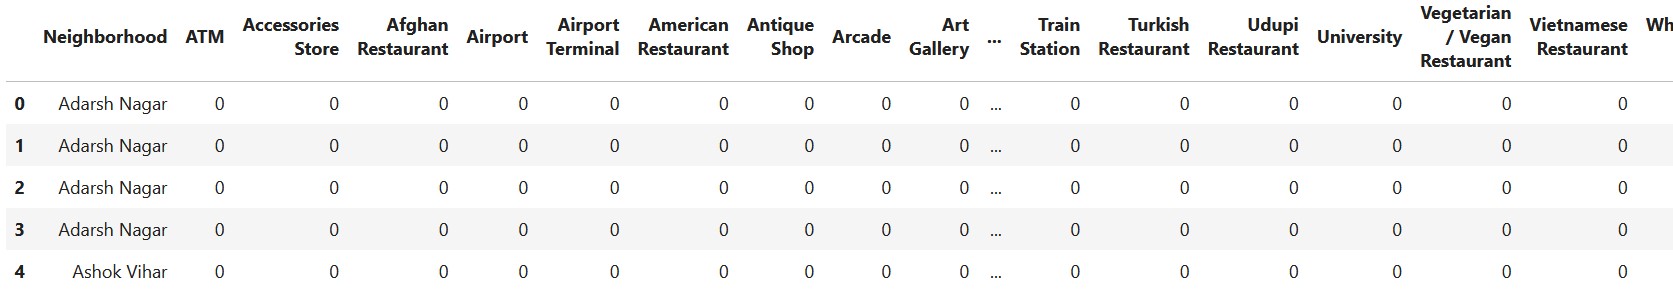 Neighborhood ATM Accessories Store Afghan Restaurant Airport Airport Terminal American Restaurant Antique Shop Arcade Art Gallery ... Train Station Turkish Restaurant Udupi Restaurant University Vegetarian / Vegan Restaurant Vietnamese Restaurant Wh
0 Adarsh Nagar 0 0 0 0 0 0 0 0 0 ... 0 0 0 0 0 0
1 Adarsh Nagar 0 0 0 0 0 0 0 0 0 ... 0 0 0 0 0 0
2 Adarsh Nagar 0 0 0 0 0 0 0 0 0 ... 0 0 0 0 0 0
3 Adarsh Nagar 0 0 0 0 0 0 0 0 0 ... 0 0 0 0 0 0
4 Ashok Vihar 0 0 0 0 0 0 0 0 0 ... 0 0 0 0 0 0